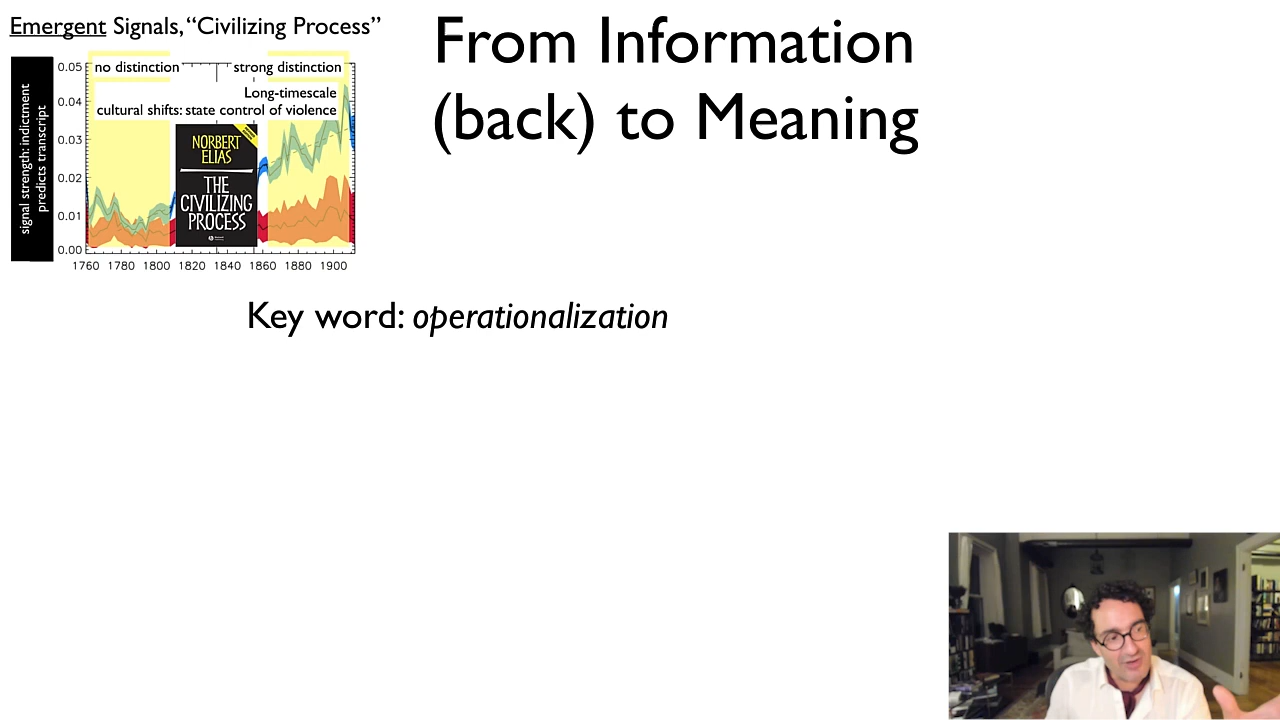 Emergent Signals, “Civilizing Process”
From Information
(back) to Meaning
signal strength: indictment
predicts transcript
0.05
0.04
0.03
0.02
0.01
0.00
no distinction
strong distinction
Long-timescale
cultural shifts: state control of violence
NORBERT
ELIAS
THE
CIVILIZING
PROCESS
1760 1780 1800 1820 1840 1860 1880 1900
Key word: operationalization